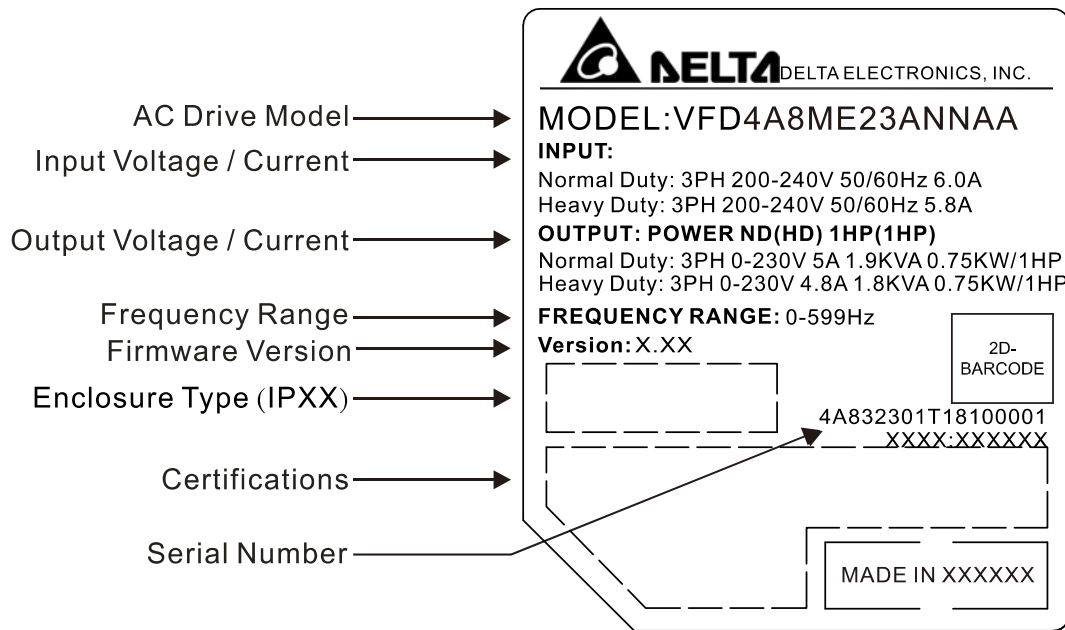 DELTA DELTA ELECTRONICS, INC.
AC Drive Model
MODEL:VFD4A8ME23ANNAA
Input Voltage / Current
INPUT:
Normal Duty: 3PH 200-240V 50/60Hz 6.0A
Heavy Duty: 3PH 200-240V 50/60Hz 5.8A
Output Voltage / Current
OUTPUT: POWER ND(HD) 1HP(1HP)
Normal Duty: 3PH 0-230V 5A 1.9KVA 0.75KW/1HP
Heavy Duty: 3PH 0-230V 4.8A 1.8KVA 0.75KW/1HP
Frequency Range
FREQUENCY RANGE: 0-599Hz
Firmware Version
Version: X.XX
2D-
BARCODE
Enclosure Type (IPXX)
4A832301T18100001
XXXX:XXXXXX
Certifications
Serial Number
MADE IN XXXXXX